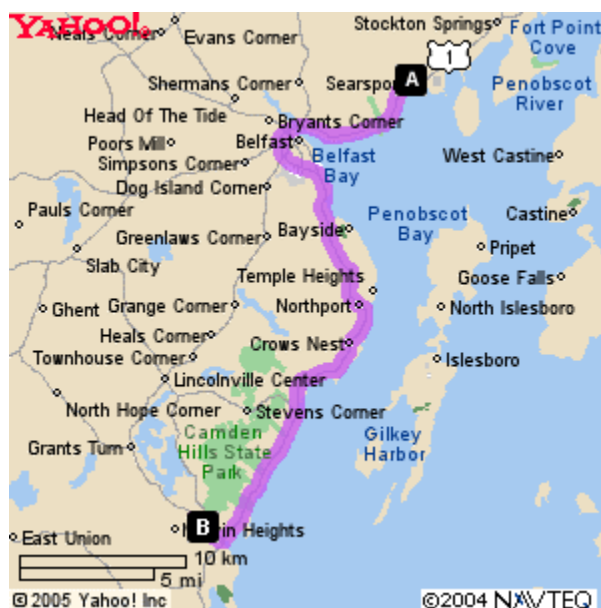 YAHOO!
Neals Corner
Evans Corner
Stockton Springs
Fort Point
Cove
1
Shermans Corner
Searspo
A
Penobscot
River
Head Of The Tide
Bryants Corner
Poors Mill
Belfast
Belfast
Bay
Simpsons Corner
West Castine
Dog Island Corner
Pauls Corner
Penobscot
Bay
Castine
Greenlaws Corner
Bayside
Pripet
Slab City
Temple Heights
Goose Falls
Ghent
Grange Corner
Northport
North Islesboro
Heals Corner
Crows Nest
Townhouse Corner
Islesboro
Lincolnville Center
North Hope Corner
Stevens Corner
Grants Turn
Camden
Hills State
Park
Gilkey
Harbor
B
in Heights
East Union
10 km
5 mi
© 2005 Yahoo! Inc
©2004 NAVTEQ